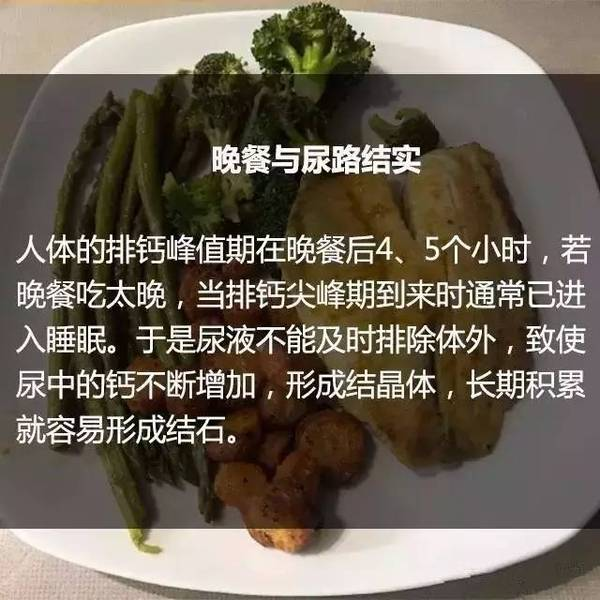 晚餐与尿路结实
人体的排钙峰值期在晚餐后4、5个小时，若
晚餐吃太晚，当排钙尖峰期到来时通常已进
入睡眠。于是尿液不能及时排除体外，致使
尿中的钙不断增加，形成结晶体，长期积累
就容易形成结石。